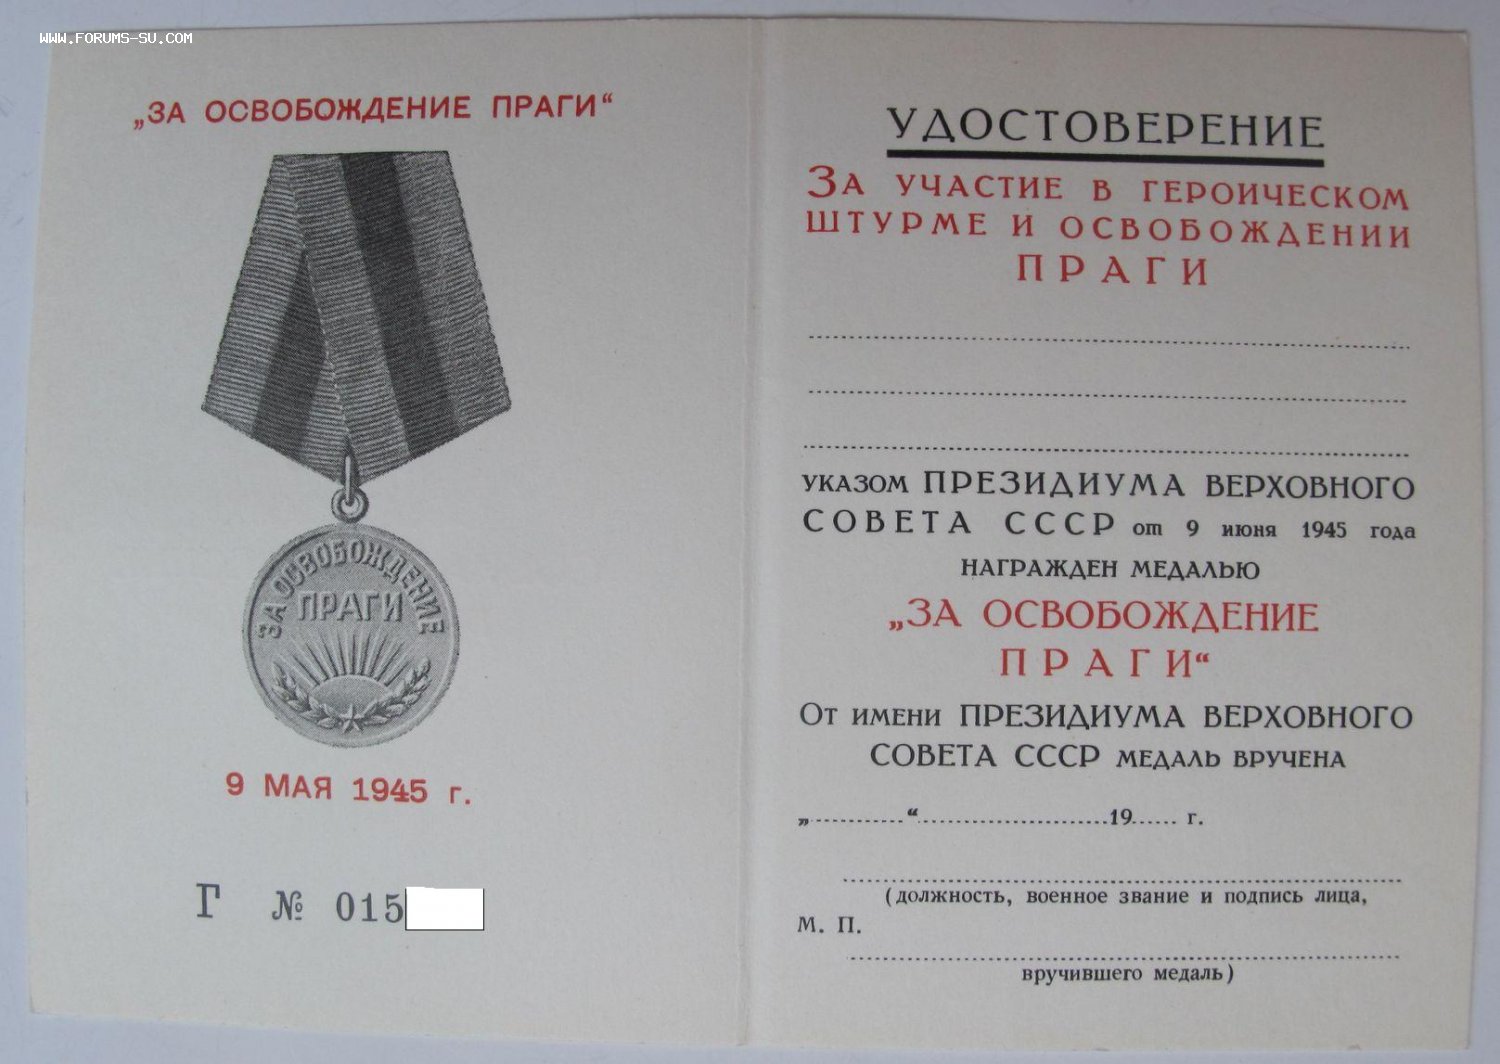 WWW.FORUMS-SU.COM
„ЗА ОСВОБОЖДЕНИЕ ПРАГИ“
ЗА ОСВОБОЖДЕНИЕ
ПРАГИ
9 МАЯ 1945 г.
Г № 015
УДОСТОВЕРЕНИЕ
ЗА УЧАСТИЕ В ГЕРОИЧЕСКОМ
ШТУРМЕ И ОСВОБОЖДЕНИИ
ПРАГИ
УКАЗОМ ПРЕЗИДИУМА ВЕРХОВНОГО
СОВЕТА СССР от 9 июня 1945 года
НАГРАЖДЕН МЕДАЛЬЮ
„ЗА ОСВОБОЖДЕНИЕ
ПРАГИ“
ОТ ИМЕНИ ПРЕЗИДИУМА ВЕРХОВНОГО
СОВЕТА СССР МЕДАЛЬ ВРУЧЕНА
„............“........................19...... г.
(должность, военное звание и подпись лица,
М. П.
вручившего медаль)